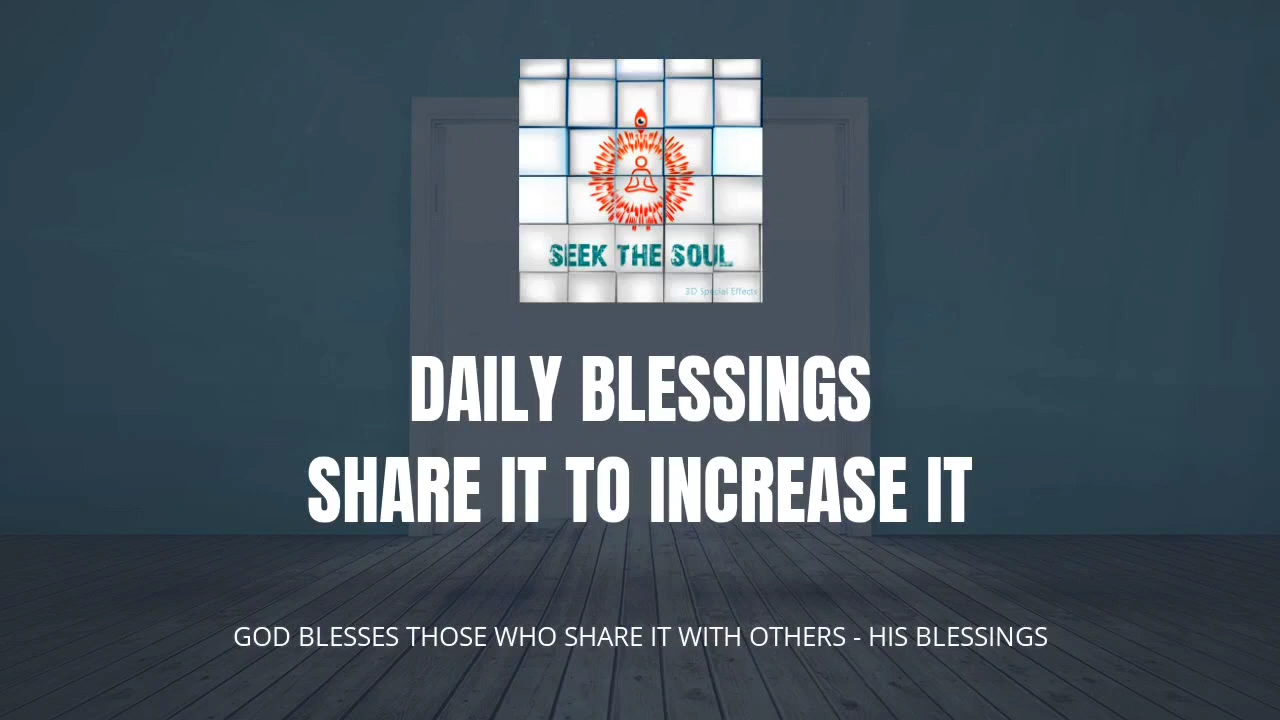 SEEK THE SOUL
3D Special Effects
DAILY BLESSINGS
SHARE IT TO INCREASE IT
GOD BLESSES THOSE WHO SHARE IT WITH OTHERS - HIS BLESSINGS